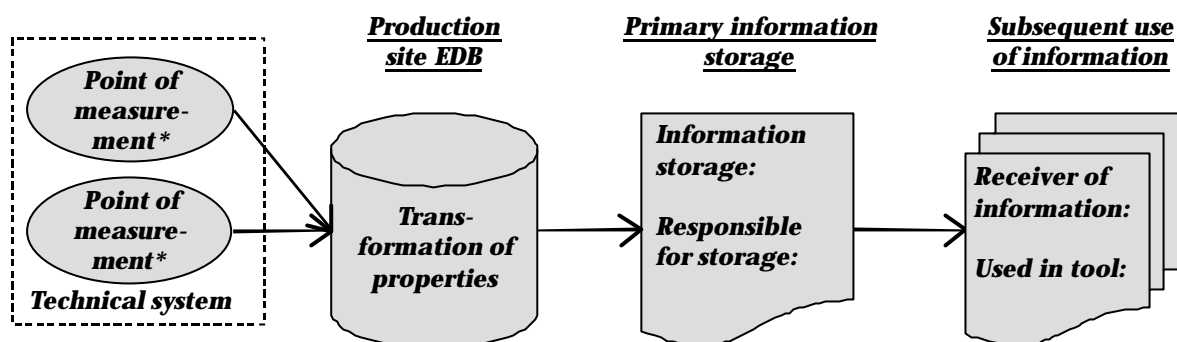 Production
site EDB
Primary information
storage
Subsequent use
of information
Point of
measure-
ment*
Point of
measure-
ment*
Technical system
Trans-
formation of
properties
Information
storage:
Responsible
for storage:
Receiver of
information:
Used in tool: